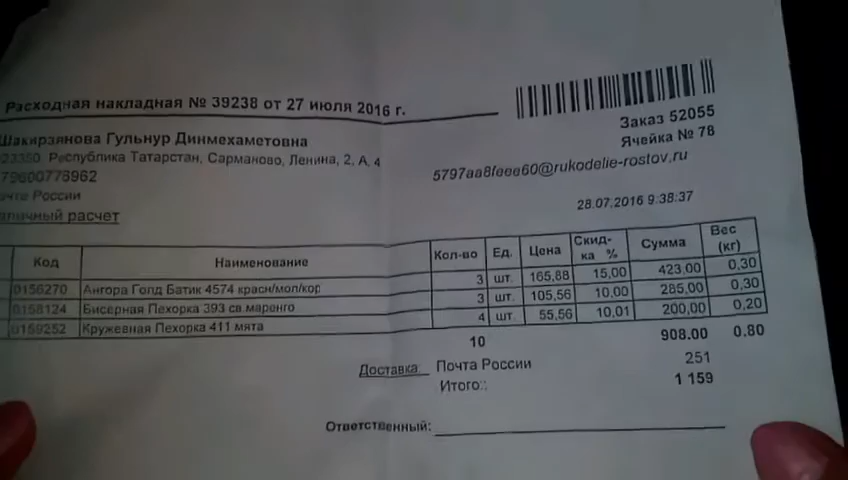 Расходная накладная № 39238 от 27 июля 2016 г.
Заказ 52055
Ячейка № 78
Шакирзянова Гульнур Динмехаметовна
23350 Республика Татарстан, Сарманово, Ленина, 2, А, 4
79600778962
5797aa8feee60@rukodelie-rostov.ru
Почта России
расчет
28.07.2016 9:38:37
Код Наименование Кол-во Ед. Цена Скид-ка % Сумма Вес (кг)
0156270 Ангора Голд Батик 4574 красн/мол/кор 3 шт. 165,88 15,00 423,00 0,30
0158124 Бисерная Пехорка 393 св.маренго 3 шт. 105,56 10,00 285,00 0,30
0159252 Кружевная Пехорка 411 мята 4 шт. 55,56 10,01 200,00 0,20
10 908.00 0,80
Доставка: Почта России 251
Итого:: 1 159
Ответственный: